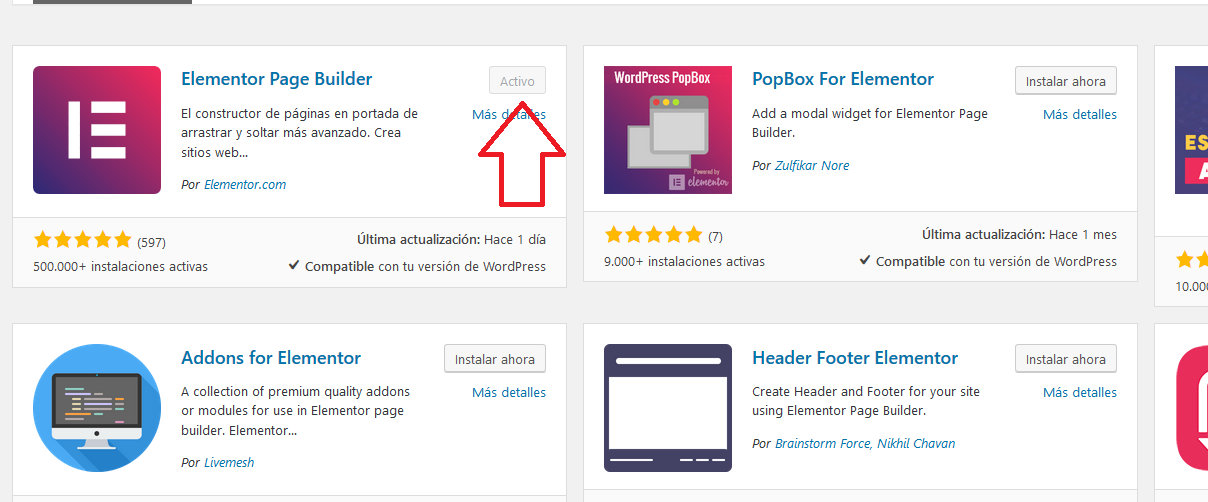 Elementor Page Builder
Activo
El constructor de páginas en portada de
arrastrar y soltar más avanzado. Crea
sitios web...
Más detalles
Por Elementor.com
(597)
Última actualización: Hace 1 día
500.000+ instalaciones activas
Compatible con tu versión de WordPress
WordPress PopBox
Powered by
elementor
PopBox For Elementor
Instalar ahora
Add a modal widget for Elementor Page
Builder.
Más detalles
Por Zulfikar Nore
(7)
Última actualización: Hace 1 mes
9.000+ instalaciones activas
Compatible con tu versión de WordPress
ES
A
10.00
Addons for Elementor
Instalar ahora
A collection of premium quality addons
or modules for use in Elementor page
builder. Elementor...
Más detalles
Por Livemesh
Header Footer Elementor
Instalar ahora
Create Header and Footer for your site
using Elementor Page Builder.
Más detalles
Por Brainstorm Force, Nikhil Chavan